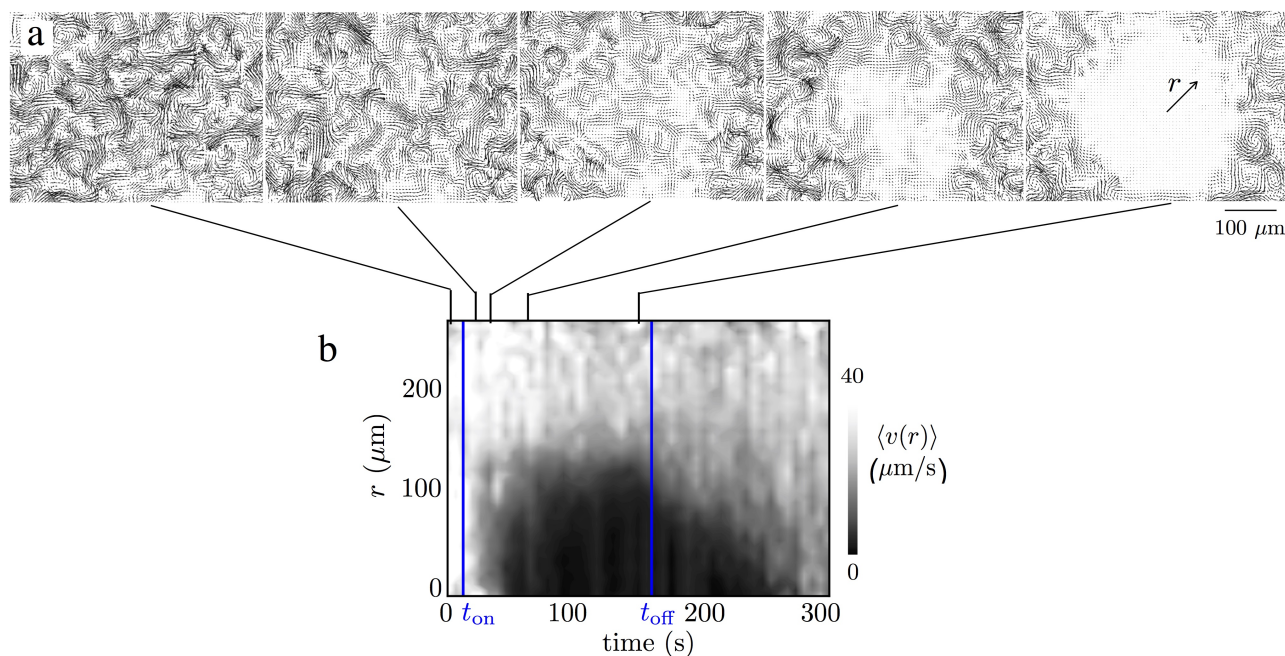 a
r
100 μm
b
200
100
0
r (μm)
40
⟨v(r)⟩
(μm/s)
0
0 t_on 100 t_off 200 300
time (s)